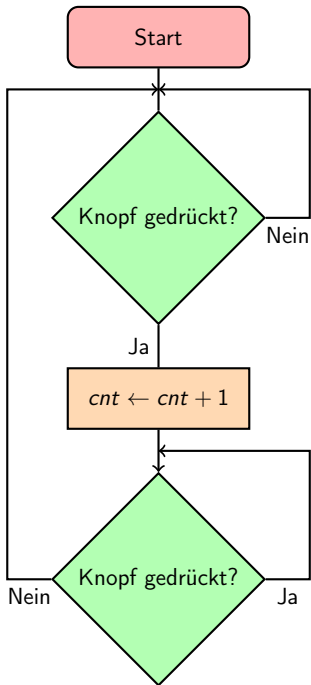 Start
Knopf gedrückt?
Nein
Ja
cnt ← cnt + 1
Knopf gedrückt?
Nein
Ja